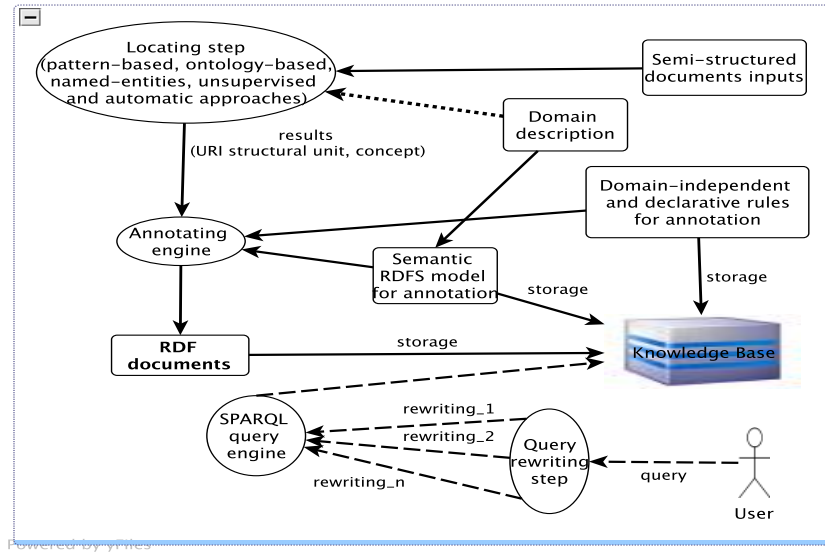 Locating step
(pattern-based, ontology-based,
named-entities, unsupervised
and automatic approaches)
Semi-structured
documents inputs
Domain
description
results
(URI structural unit, concept)
Domain-independent
and declarative rules
for annotation
Annotating
engine
Semantic
RDFS model
for annotation
storage
storage
RDF
documents
storage
Knowledge Base
SPARQL
query
engine
rewriting_1
rewriting_2
rewriting_n
Query
rewriting
step
query
User
Powered by yFiles